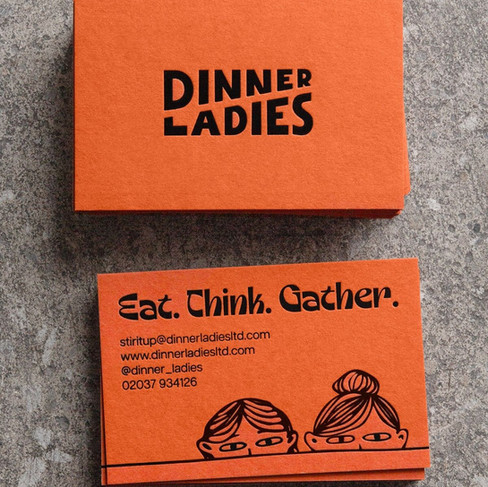 DINNER
LADIES
Eat. Think. Gather.
stiritup@dinnerladiesltd.com
www.dinnerladiesltd.com
@dinner_ladies
02037 934126